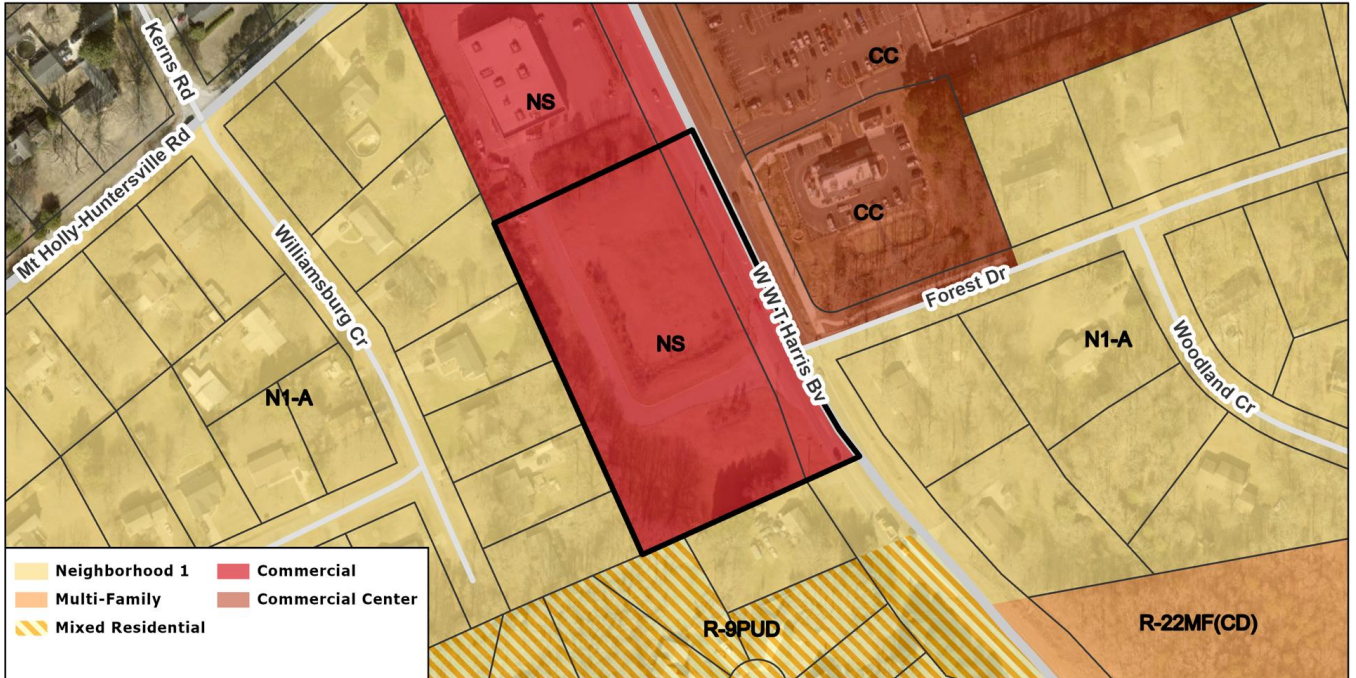 Kerns Rd
Mt Holly-Huntersville Rd
Williamsburg Cr
NS
CC
CC
NS
W W.T. Harris Bv
Forest Dr
Woodland Cr
N1-A
N1-A
R-9PUD
R-22MF(CD)
Neighborhood 1
Commercial
Multi-Family
Commercial Center
Mixed Residential